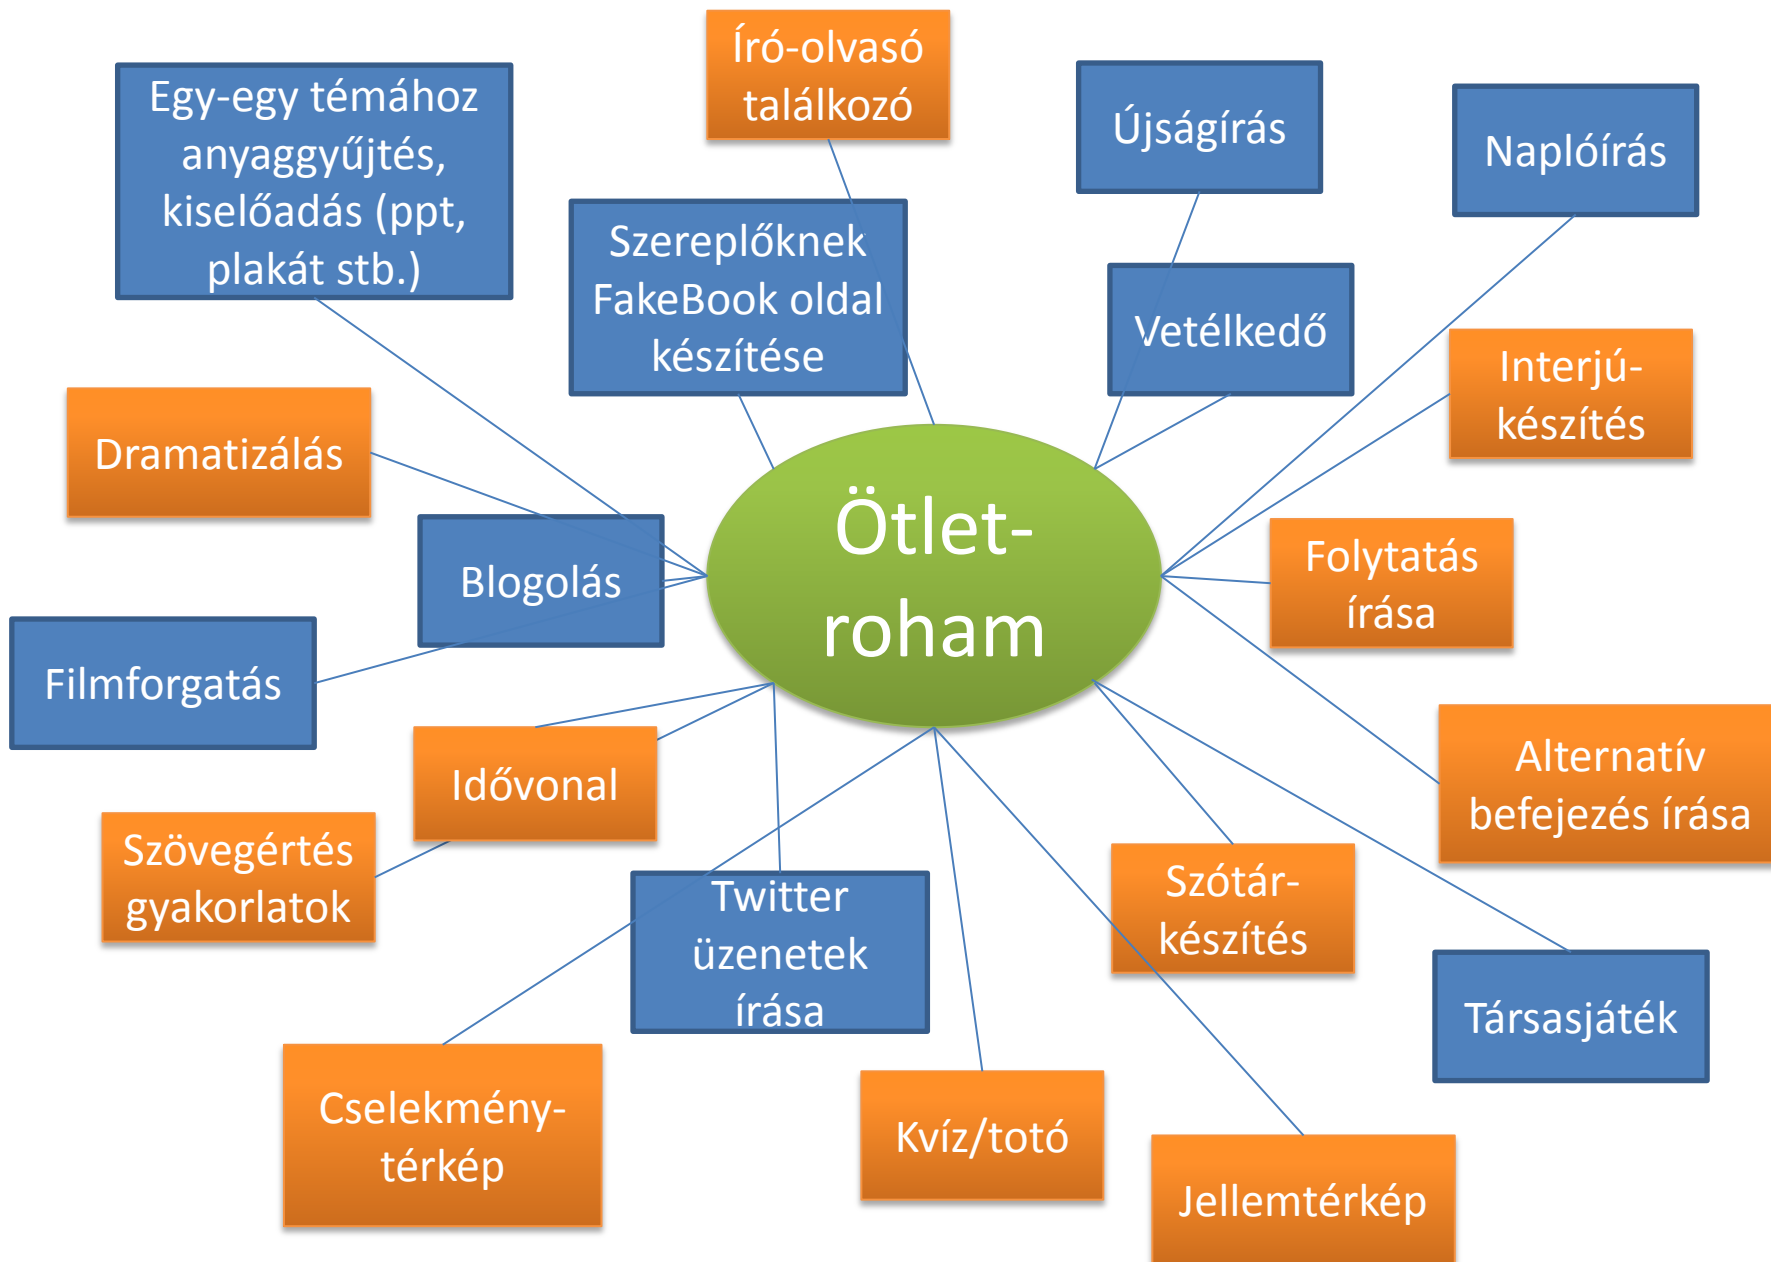 Író-olvasó
találkozó
Egy-egy témához
anyaggyűjtés,
kiselőadás (ppt,
plakát stb.)
Újságírás
Naplóírás
Szereplőknek
FakeBook oldal
készítése
Vetélkedő
Interjú-
készítés
Dramatizálás
Ötlet-
roham
Blogolás
Folytatás
írása
Filmforgatás
Idővonal
Alternatív
befejezés írása
Szövegértés
gyakorlatok
Twitter
üzenetek
írása
Szótár-
készítés
Társasjáték
Cselekmény-
térkép
Kvíz/totó
Jellemtérkép